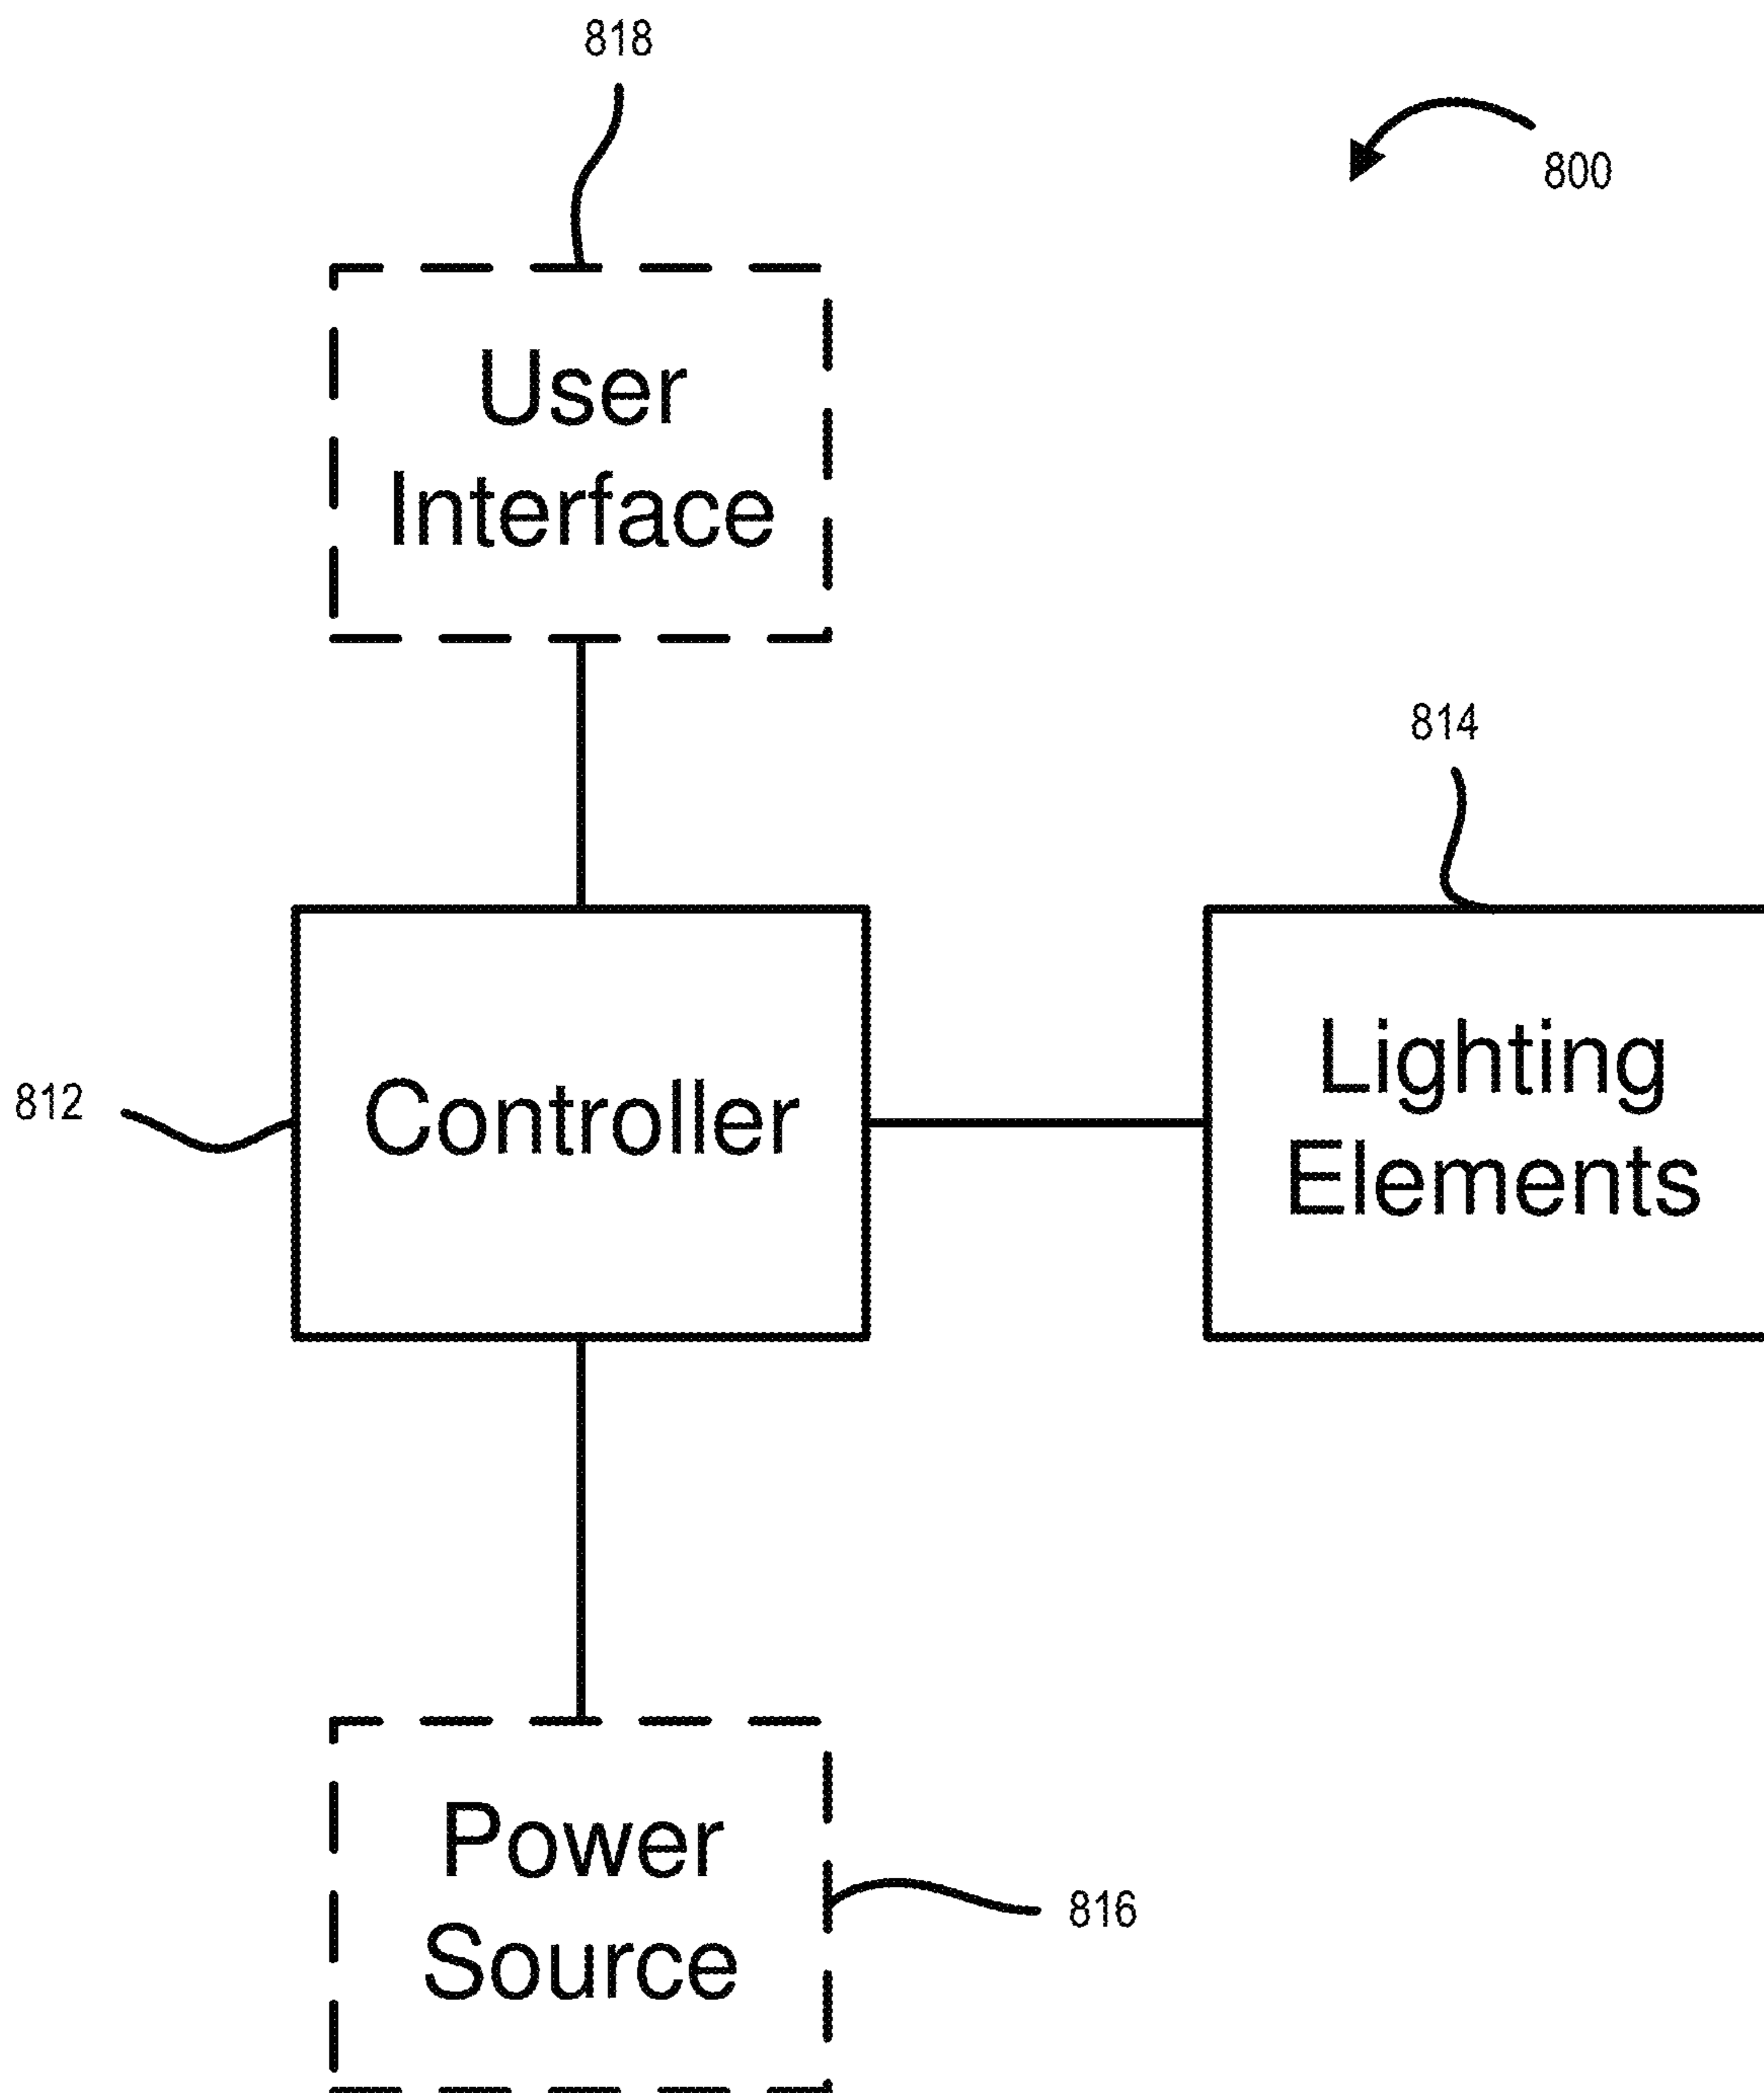 818
800
User
Interface
814
812
Controller
Lighting
Elements
Power
Source
816